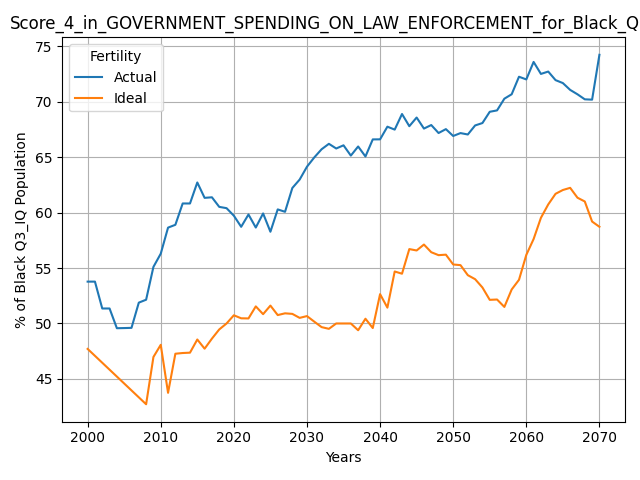 Score_4_in_GOVERNMENT_SPENDING_ON_LAW_ENFORCEMENT_for_Black_Q
Fertility
Actual
Ideal
% of Black Q3_IQ Population
75
70
65
60
55
50
45
2000 2010 2020 2030 2040 2050 2060 2070
Years